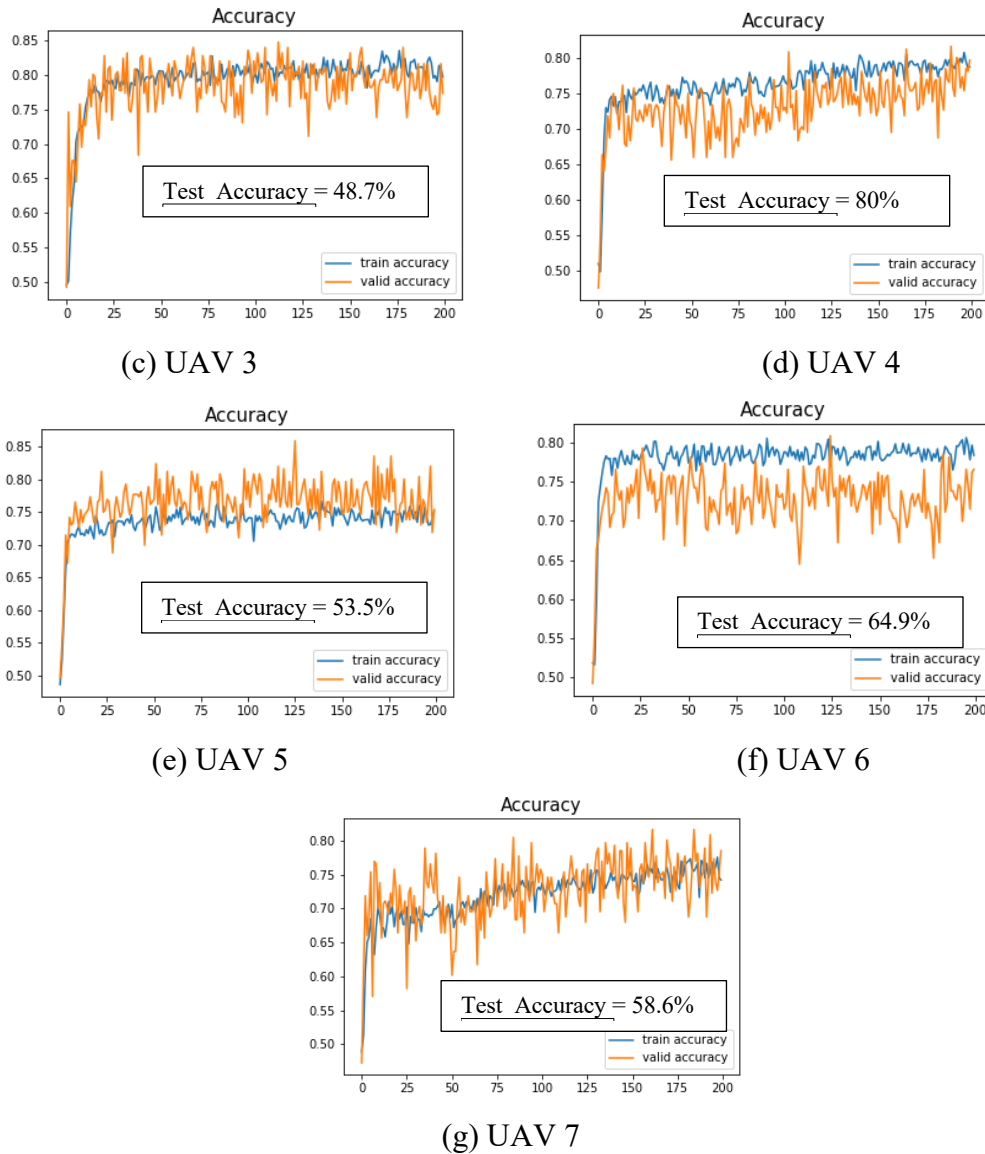 Accuracy
0.85
0.80
0.75
0.70
0.65
0.60
0.55
0.50
Test Accuracy = 48.7%
train accuracy
valid accuracy
0 25 50 75 100 125 150 175 200
(c) UAV 3
Accuracy
0.80
0.75
0.70
0.65
0.60
0.55
0.50
Test Accuracy = 80%
train accuracy
valid accuracy
0 25 50 75 100 125 150 175 200
(d) UAV 4
Accuracy
0.85
0.80
0.75
0.70
0.65
0.60
0.55
0.50
Test Accuracy = 53.5%
train accuracy
valid accuracy
0 25 50 75 100 125 150 175 200
(e) UAV 5
Accuracy
0.80
0.75
0.70
0.65
0.60
0.55
0.50
Test Accuracy = 64.9%
train accuracy
valid accuracy
0 25 50 75 100 125 150 175 200
(f) UAV 6
Accuracy
0.80
0.75
0.70
0.65
0.60
0.55
0.50
Test Accuracy = 58.6%
train accuracy
valid accuracy
0 25 50 75 100 125 150 175 200
(g) UAV 7